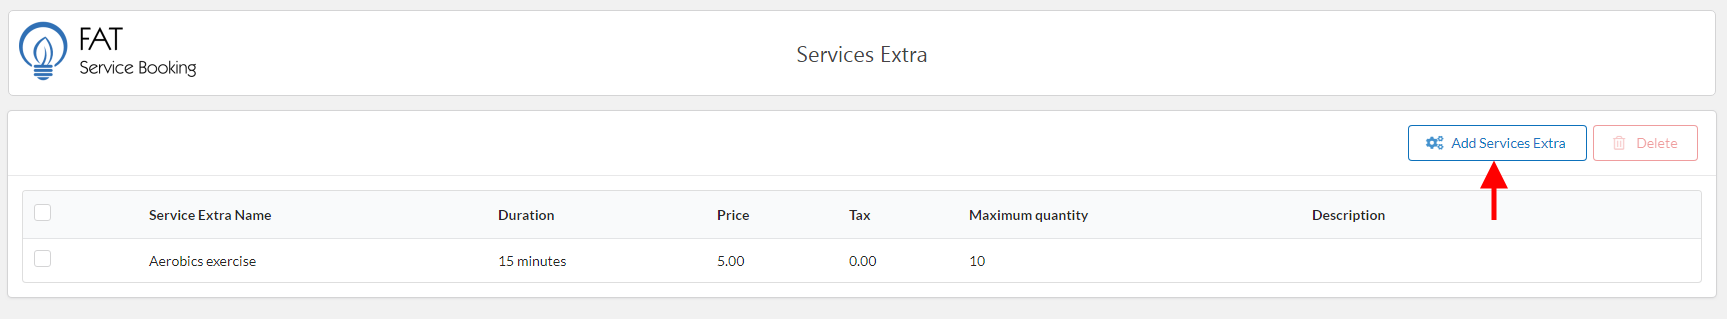 FAT
Service Booking
Services Extra
Add Services Extra
Delete
Service Extra Name Duration Price Tax Maximum quantity Description
Aerobics exercise 15 minutes 5.00 0.00 10